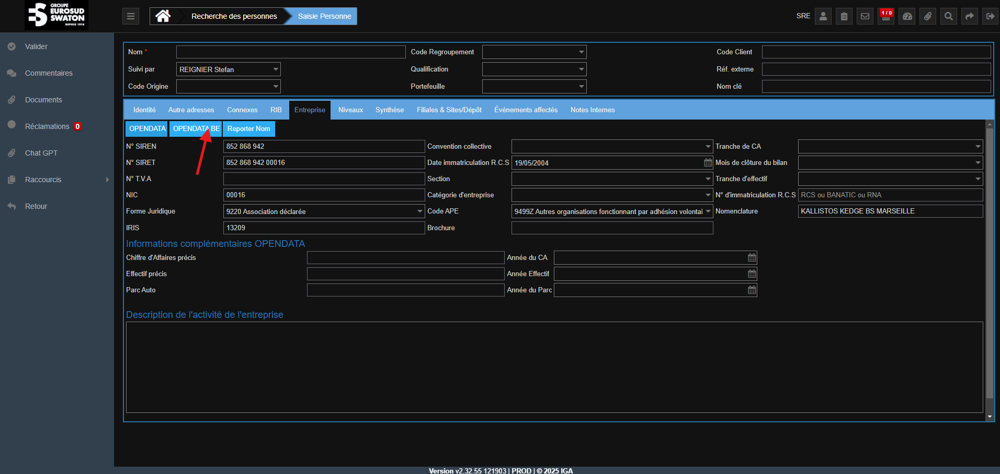 GROUPE
EUROSUD
SWATON
DEPUIS 1918
Recherche des personnes
Saisie Personne
SRE
1 / 0
Valider
Commentaires
Documents
Réclamations 0
Chat GPT
Raccourcis
Retour
Nom *
Code Regroupement
Code Client
Suivi par REIGNIER Stefan
Qualification
Réf. externe
Code Origine
Portefeuille
Nom clé
Identité Autre adresses Connexes RIB Entreprise Niveaux Synthèse Filiales & Sites/Dépôt Évènements affectés Notes Internes
OPENDATA OPENDATA BE Reporter Nom
N° SIREN 852 868 942 Convention collective Tranche de CA
N° SIRET 852 868 942 00016 Date immatriculation R.C.S 19/05/2004 Mois de clôture du bilan
N° T.V.A Section Tranche d'effectif
NIC 00016 Catégorie d'entreprise N° d'immatriculation R.C.S RCS ou BANATIC ou RNA
Forme Juridique 9220 Association déclarée Code APE 9499Z Autres organisations fonctionnant par adhésion volontai Nomenclature KALLISTOS KEDGE BS MARSEILLE
IRIS 13209 Brochure
Informations complémentaires OPENDATA
Chiffre d'Affaires précis Année du CA
Effectif précis Année Effectif
Parc Auto Année du Parc
Description de l'activité de l'entreprise
Version v2.32.55 121903 | PROD | © 2025 IGA